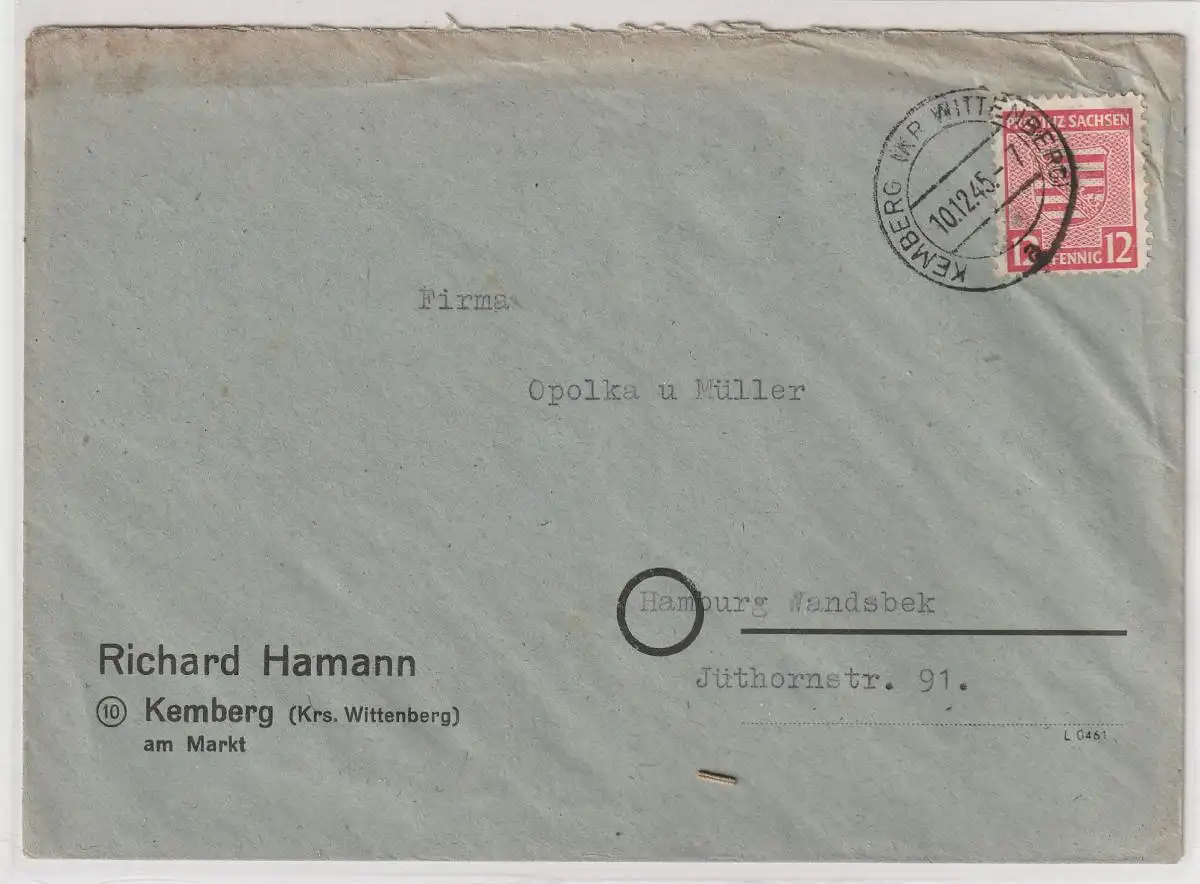 KEMBERG (KR WITTENBERG)
10.12.45.- 7
PROVINZ SACHSEN
12 PFENNIG 12
Firma
Opolka u Müller
Hamburg Wandsbek
Jüthornstr. 91.
L 0461
Richard Hamann
10 Kemberg (Krs. Wittenberg)
am Markt